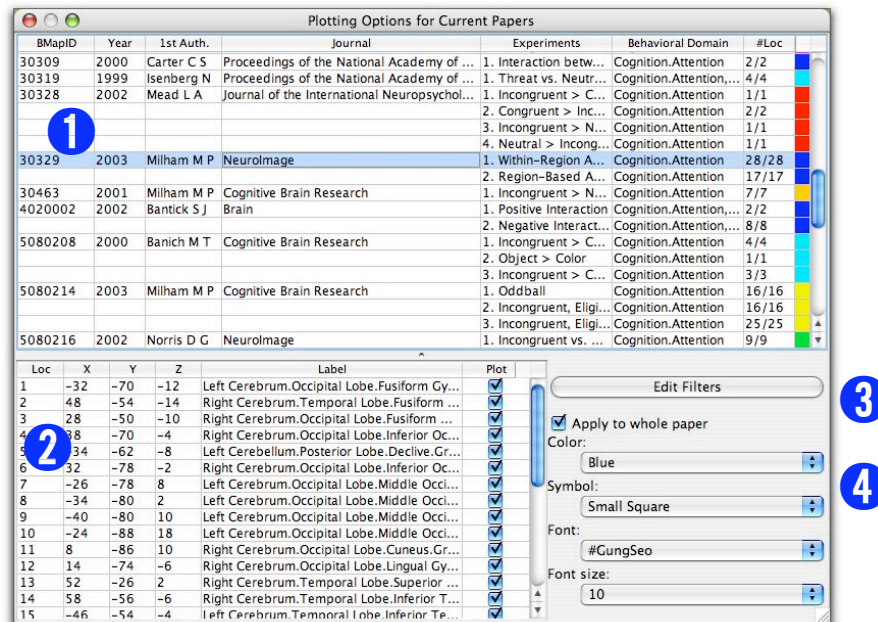 Plotting Options for Current Papers
BMapID Year 1st Auth. Journal Experiments Behavioral Domain #Loc
30309 2000 Carter C S Proceedings of the National Academy of ... 1. Interaction betw... Cognition.Attention 2/2
30319 1999 Isenberg N Proceedings of the National Academy of ... 1. Threat vs. Neutr... Cognition.Attention,... 4/4
30328 2002 Mead L A Journal of the International Neuropsychol... 1. Incongruent > C... Cognition.Attention 1/1
2. Congruent > Inc... Cognition.Attention 2/2
1 3. Incongruent > N... Cognition.Attention 1/1
4. Neutral > Incong... Cognition.Attention 1/1
30329 2003 Milham M P NeuroImage 1. Within-Region A... Cognition.Attention 28/28
2. Region-Based A... Cognition.Attention 17/17
30463 2001 Milham M P Cognitive Brain Research 1. Incongruent > N... Cognition.Attention 7/7
4020002 2002 Bantick S J Brain 1. Positive Interaction Cognition.Attention,... 2/2
2. Negative Interact... Cognition.Attention,... 8/8
5080208 2000 Banich M T Cognitive Brain Research 1. Incongruent > C... Cognition.Attention 4/4
2. Object > Color Cognition.Attention 1/1
3. Incongruent > C... Cognition.Attention 3/3
5080214 2003 Milham M P Cognitive Brain Research 1. Oddball Cognition.Attention 16/16
2. Incongruent, Eligi... Cognition.Attention 16/16
3. Incongruent, Eligi... Cognition.Attention 25/25
5080216 2002 Norris D G NeuroImage 1. Incongruent vs. ... Cognition.Attention 9/9
Loc X Y Z Label Plot
1 -32 -70 -12 Left Cerebrum.Occipital Lobe.Fusiform Gy...
2 48 -54 -14 Right Cerebrum.Temporal Lobe.Fusiform ...
3 28 -50 -10 Right Cerebrum.Occipital Lobe.Fusiform ...
-70 -4 Right Cerebrum.Occipital Lobe.Inferior Oc...
2 -62 -8 Left Cerebellum.Posterior Lobe.Declive.Gr...
32 -78 -2 Right Cerebrum.Occipital Lobe.Inferior Oc...
7 -26 -78 8 Left Cerebrum.Occipital Lobe.Middle Occi...
8 -34 -80 2 Left Cerebrum.Occipital Lobe.Middle Occi...
9 -40 -80 10 Left Cerebrum.Occipital Lobe.Middle Occi...
10 -24 -88 18 Left Cerebrum.Occipital Lobe.Middle Occi...
11 8 -86 10 Right Cerebrum.Occipital Lobe.Cuneus.Gr...
12 14 -74 -6 Right Cerebrum.Occipital Lobe.Lingual Gy...
13 52 -26 2 Right Cerebrum.Temporal Lobe.Superior ...
14 58 -56 -6 Right Cerebrum.Temporal Lobe.Inferior T...
15 -46 -54 -4 Left Cerebrum.Temporal Lobe.Inferior Te...
Edit Filters
3
Apply to whole paper
Color:
Blue
4
Symbol:
Small Square
Font:
#GungSeo
Font size:
10